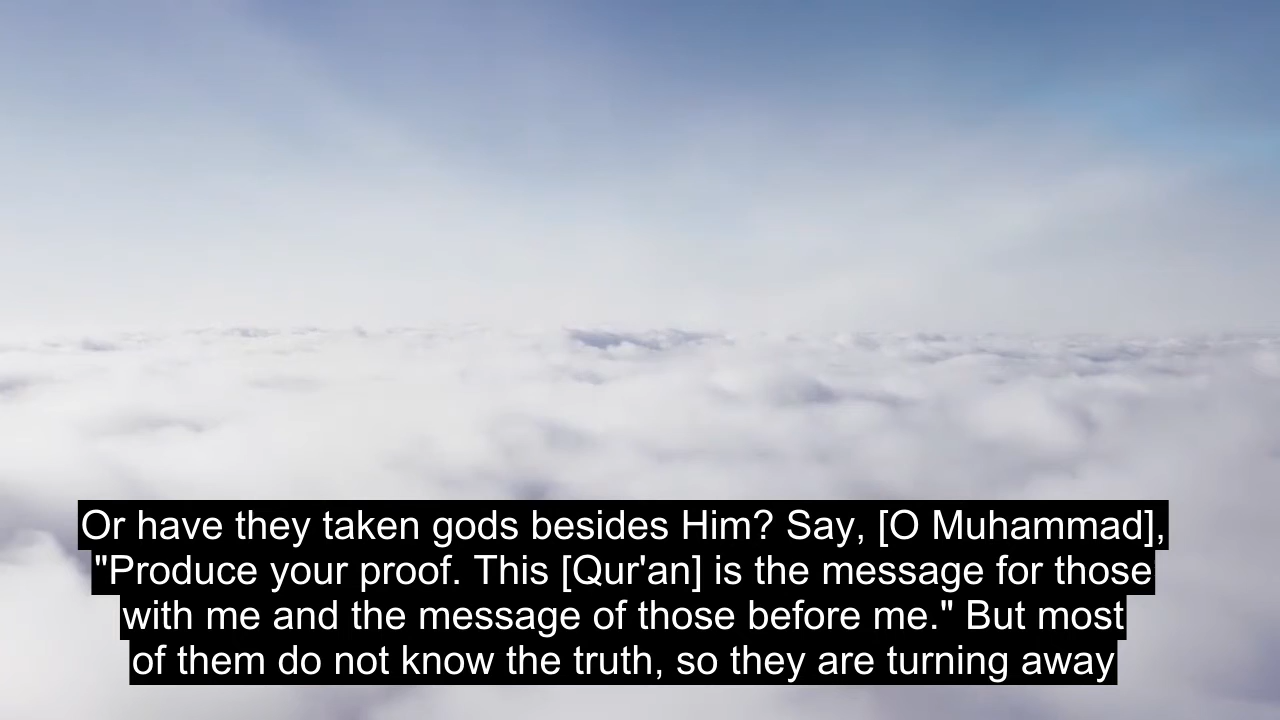 Or have they taken gods besides Him? Say, [O Muhammad],
"Produce your proof. This [Qur'an] is the message for those
with me and the message of those before me." But most
of them do not know the truth, so they are turning away